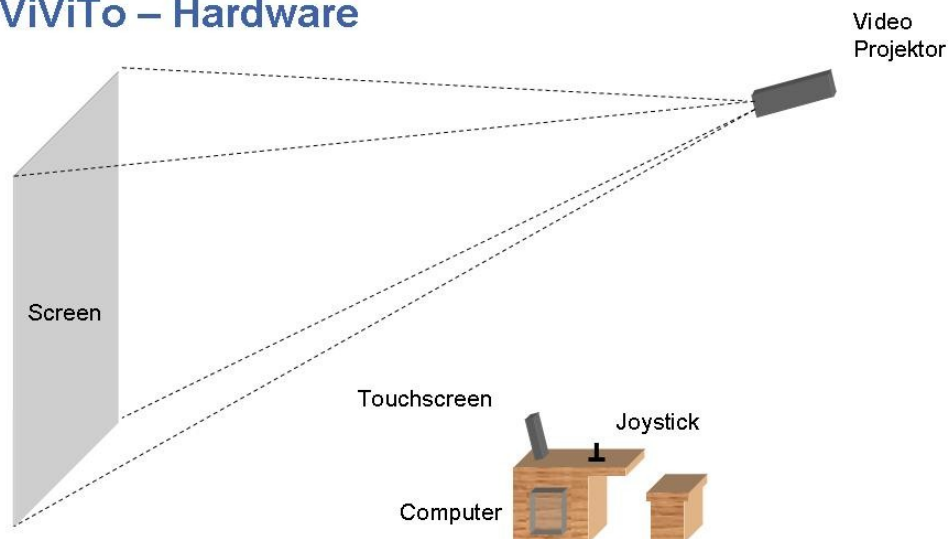 ViViTo – Hardware
Video
Projektor
Screen
Touchscreen
Joystick
Computer